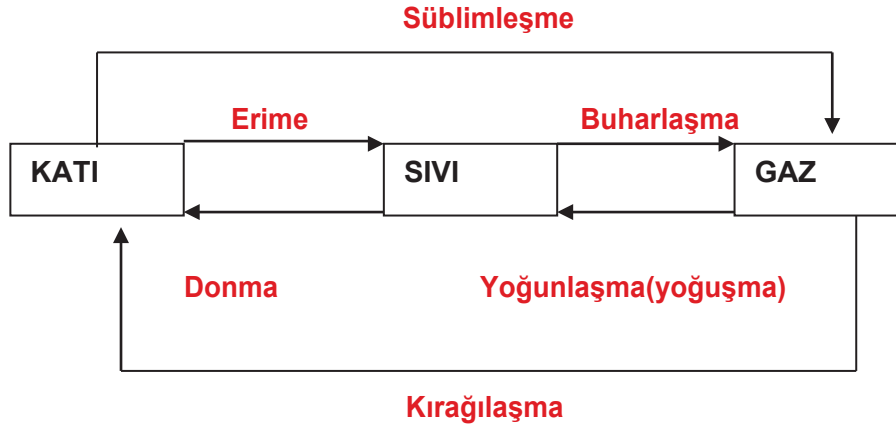 Süblimleşme
Erime Buharlaşma
KATI SIVI GAZ
Donma Yoğunlaşma(yoğuşma)
Kırağılaşma